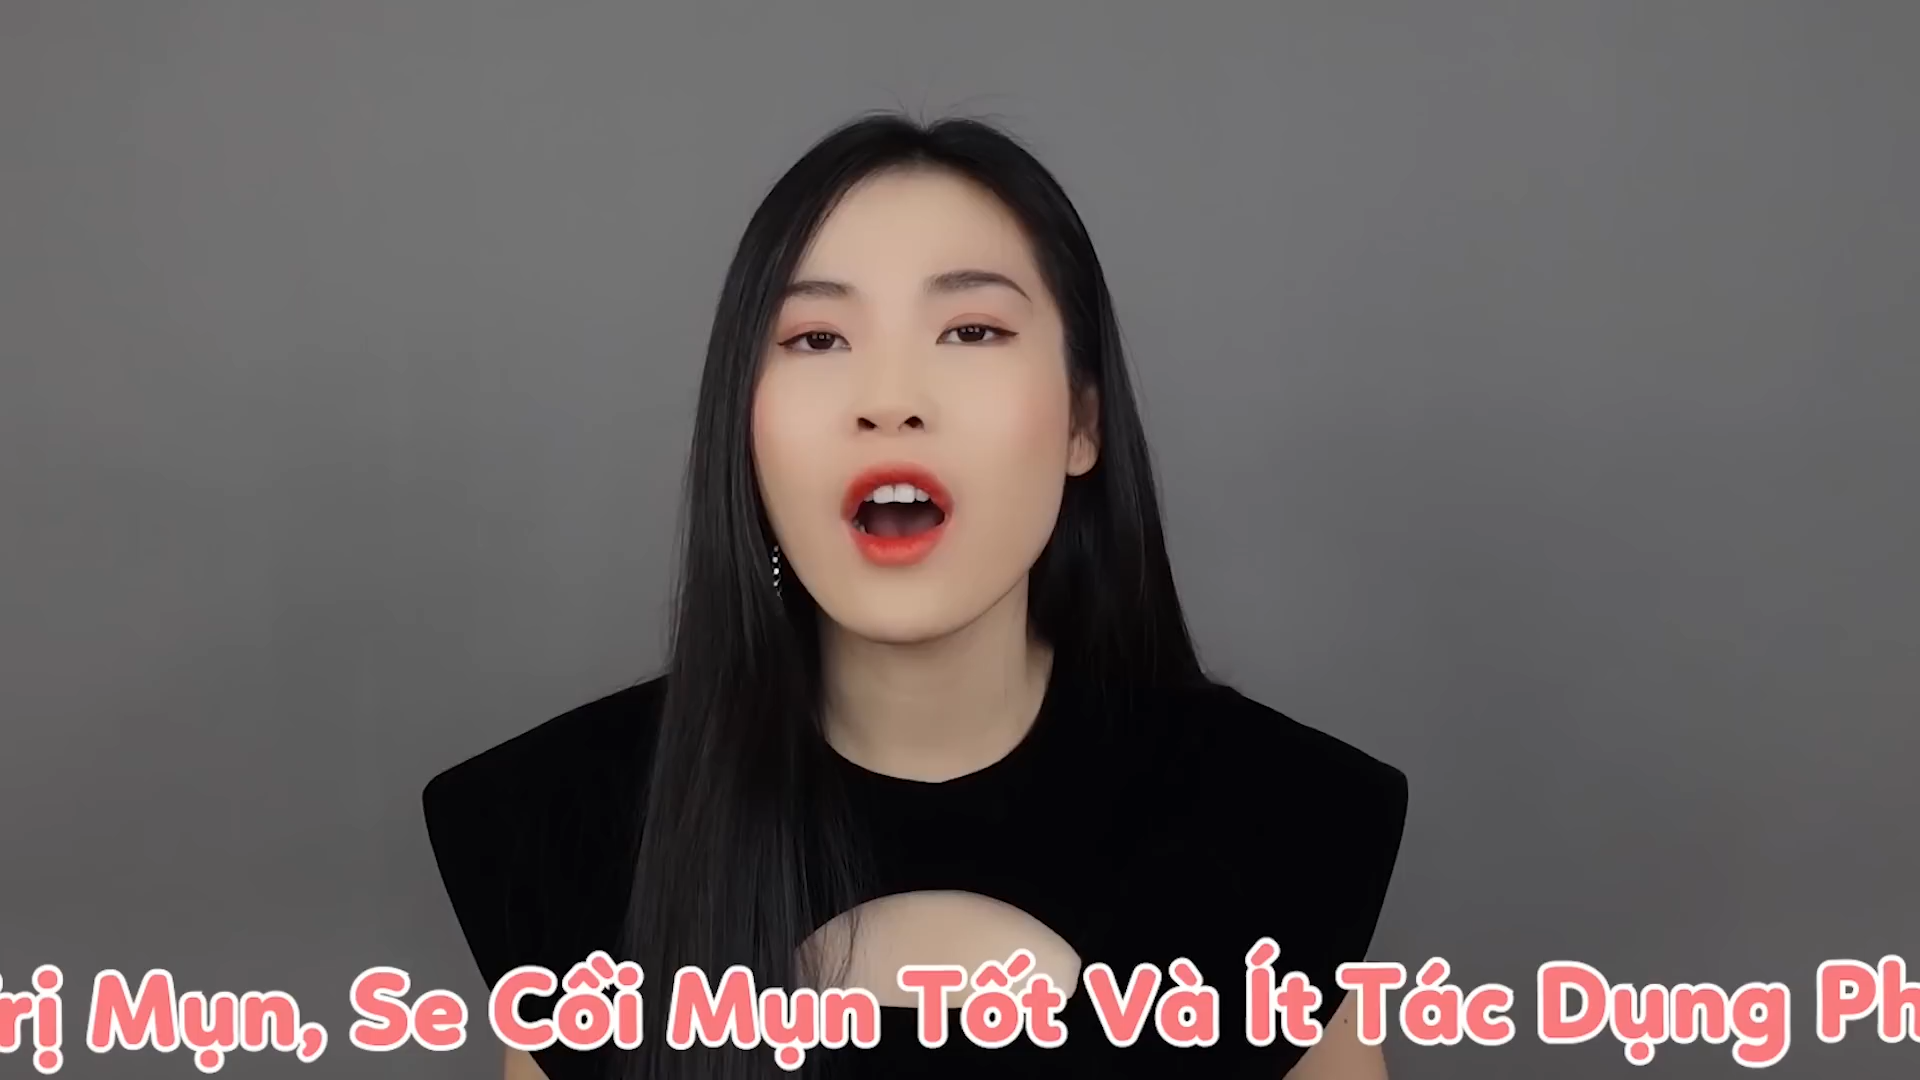 rị Mụn, Se Cồi Mụn Tốt Và Ít Tác Dụng Ph